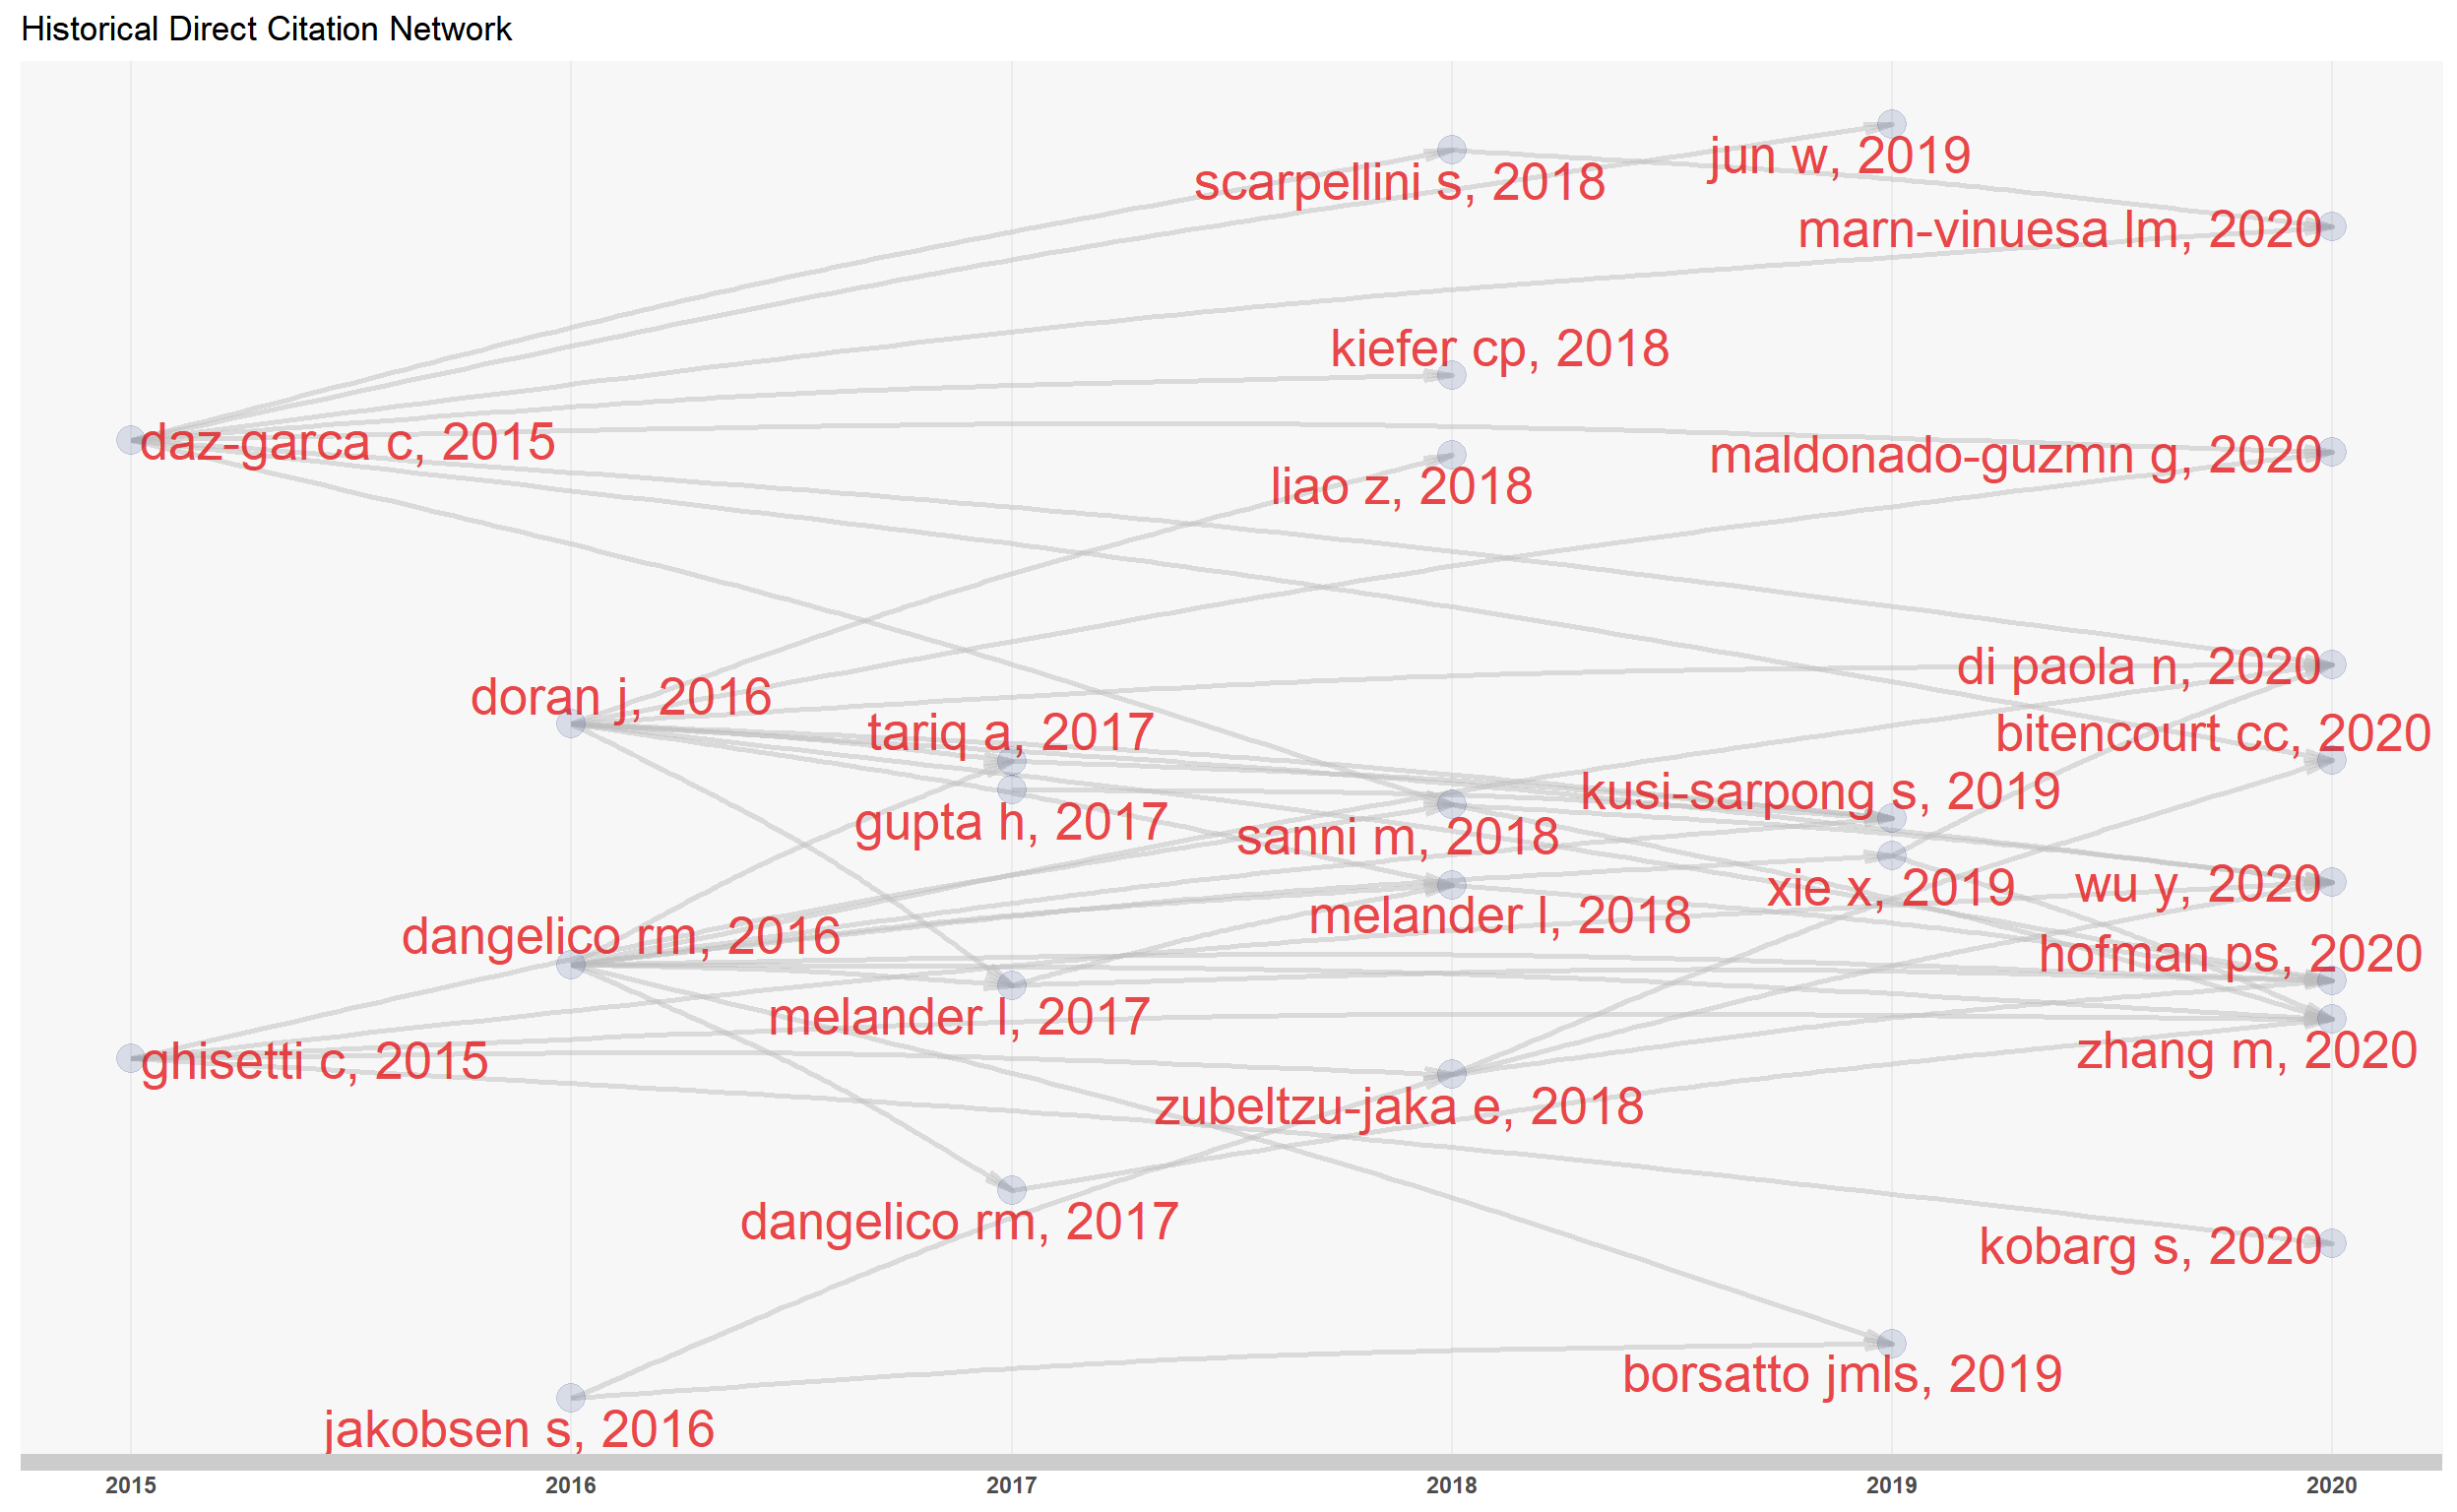 Historical Direct Citation Network
jun w, 2019
scarpellini s, 2018
marn-vinuesa lm, 2020
kiefer cp, 2018
daz-garca c, 2015
maldonado-guzmn g, 2020
liao z, 2018
di paola n, 2020
doran j, 2016
tariq a, 2017
bitencourt cc, 2020
kusi-sarpong s, 2019
gupta h, 2017
sanni m, 2018
xie x, 2019
wu y, 2020
melander l, 2018
dangelico rm, 2016
hofman ps, 2020
melander l, 2017
zhang m, 2020
ghisetti c, 2015
zubeltzu-jaka e, 2018
dangelico rm, 2017
kobarg s, 2020
borsatto jmls, 2019
jakobsen s, 2016
2015 2016 2017 2018 2019 2020